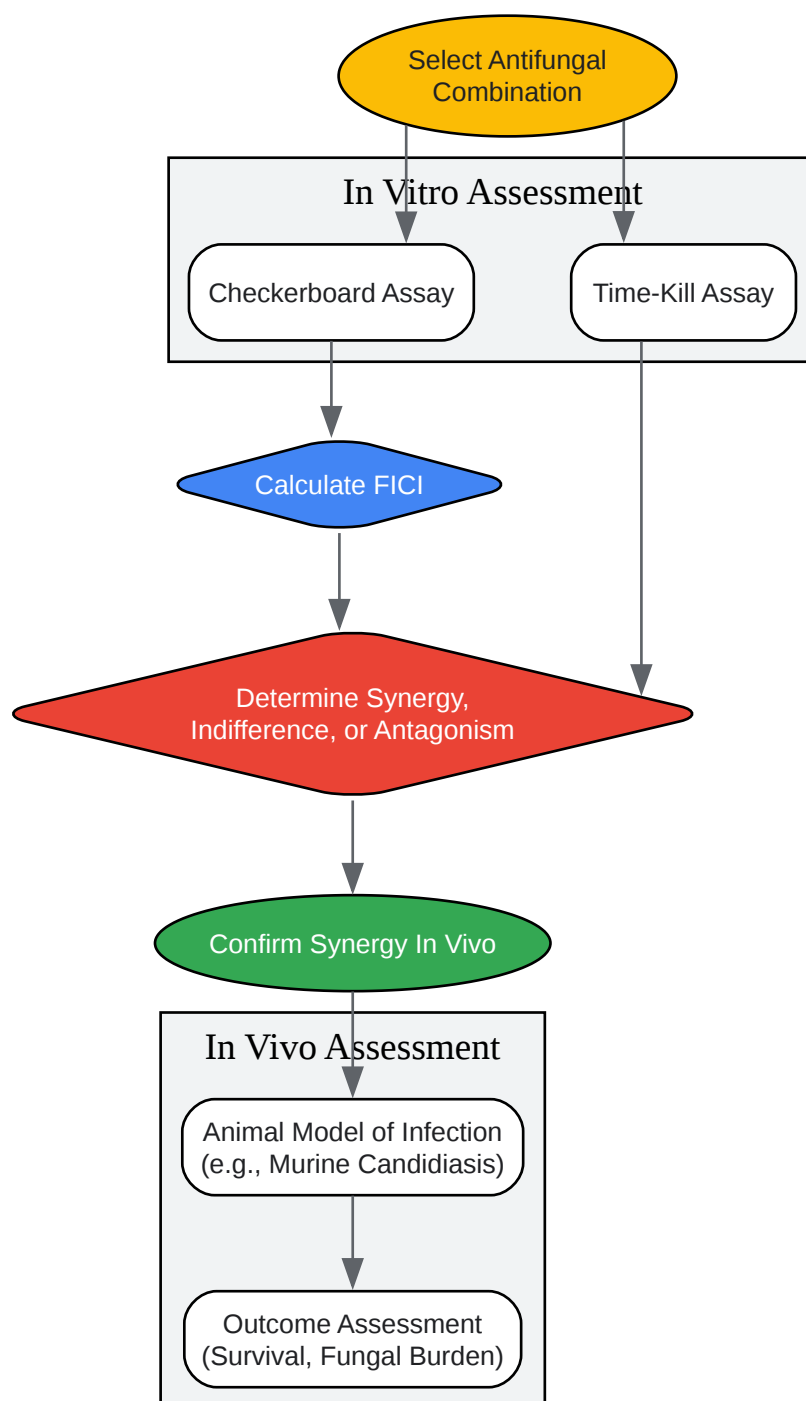 Select Antifungal
Combination
In Vitro Assessment
Checkerboard Assay
Time-Kill Assay
Calculate FICI
Determine Synergy,
Indifference, or Antagonism
Confirm Synergy In Vivo
In Vivo Assessment
Animal Model of Infection
(e.g., Murine Candidiasis)
Outcome Assessment
(Survival, Fungal Burden)